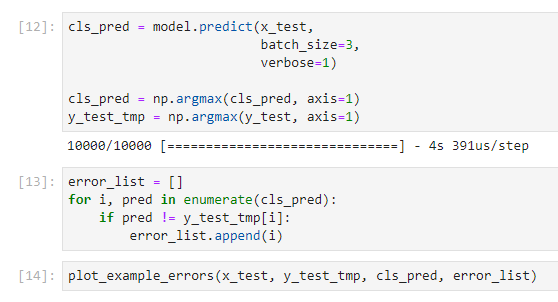 [12]: cls_pred = model.predict(x_test,
                         batch_size=3,
                         verbose=1)
cls_pred = np.argmax(cls_pred, axis=1)
y_test_tmp = np.argmax(y_test, axis=1)
10000/10000 [==============================] - 4s 391us/step
[13]: error_list = []
for i, pred in enumerate(cls_pred):
    if pred != y_test_tmp[i]:
        error_list.append(i)
[14]: plot_example_errors(x_test, y_test_tmp, cls_pred, error_list)